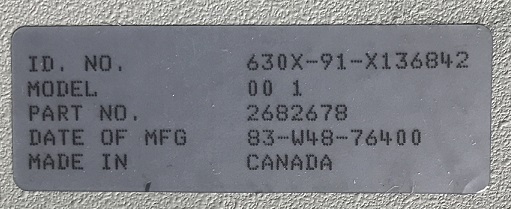 ID. NO. 630X-91-X136842
MODEL 00 1
PART NO. 2682678
DATE OF MFG 83-W48-76400
MADE IN CANADA